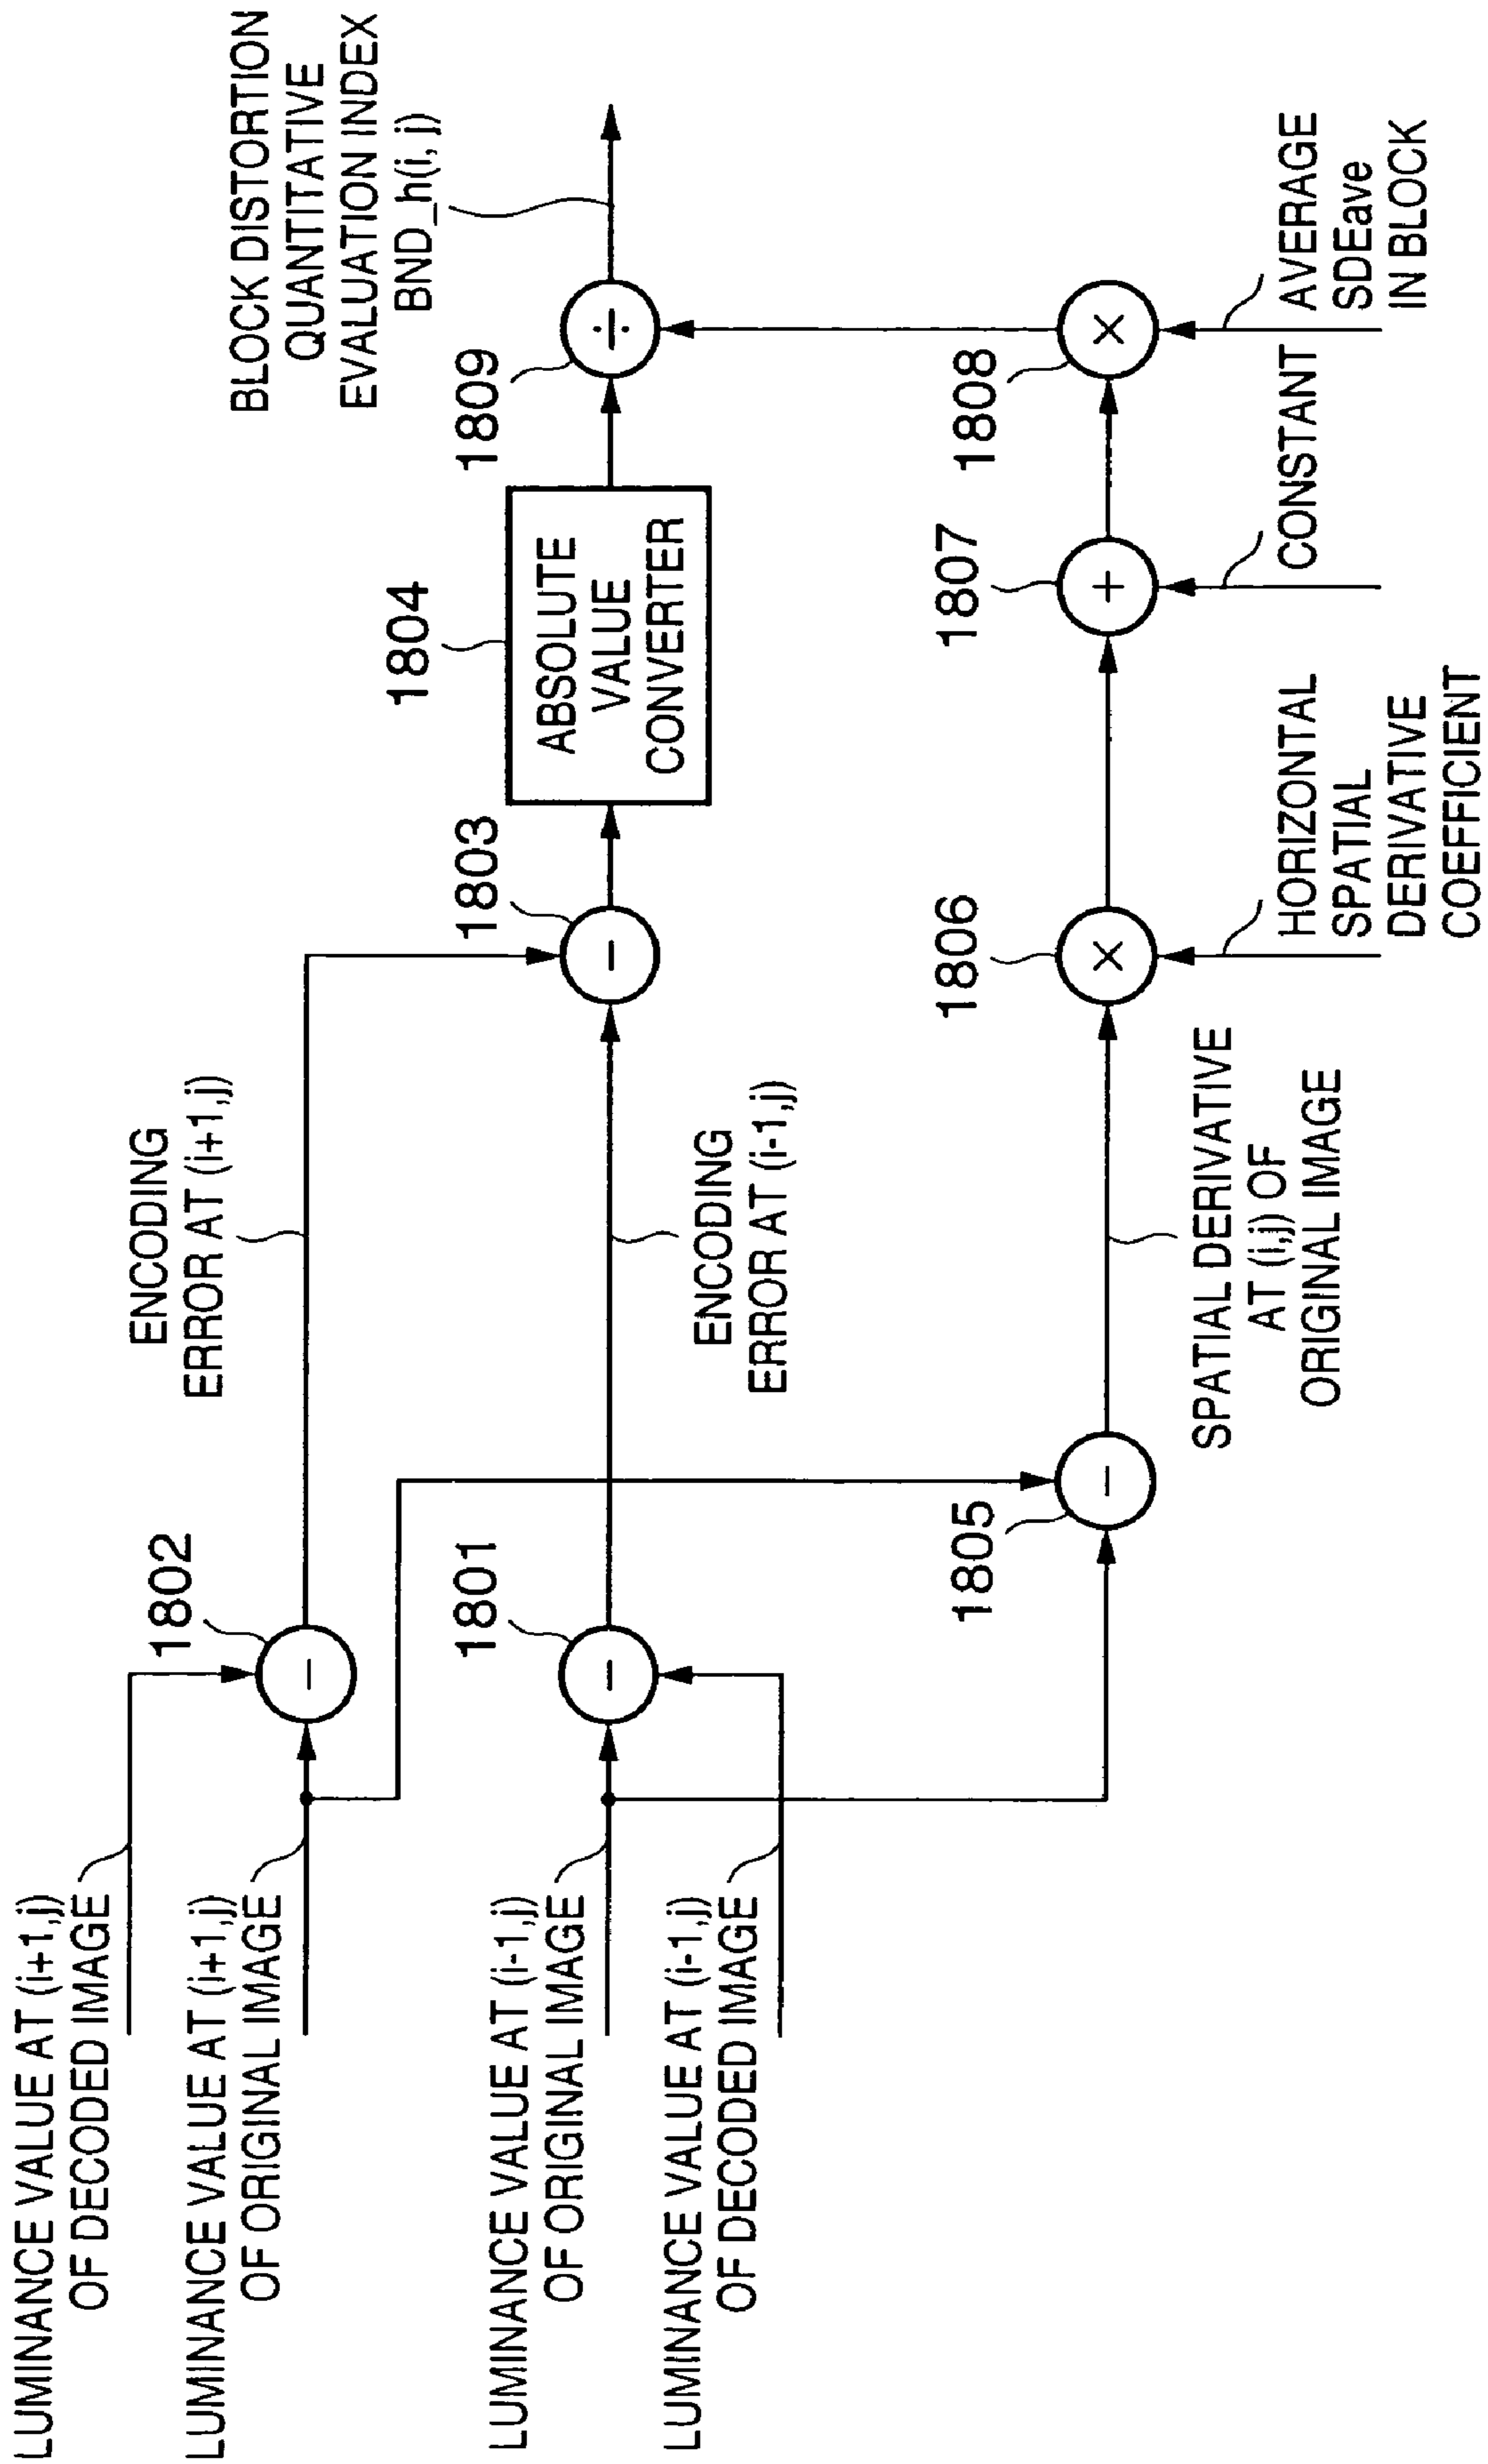 LUMINANCE VALUE AT (i+1,j)
OF DECODED IMAGE
LUMINANCE VALUE AT (i+1,j)
OF ORIGINAL IMAGE
LUMINANCE VALUE AT (i-1,j)
OF ORIGINAL IMAGE
LUMINANCE VALUE AT (i-1,j)
OF DECODED IMAGE
1802
−
1801
−
1805
−
ENCODING
ERROR AT (i+1,j)
ENCODING
ERROR AT (i-1,j)
SPATIAL DERIVATIVE
AT (i,j) OF
ORIGINAL IMAGE
1803
−
1806
×
HORIZONTAL
SPATIAL
DERIVATIVE
COEFFICIENT
1804
ABSOLUTE
VALUE
CONVERTER
1807
+
CONSTANT
1809
÷
1808
×
AVERAGE
SDEave
IN BLOCK
BLOCK DISTORTION
QUANTITATIVE
EVALUATION INDEX
BND_h(i, j)